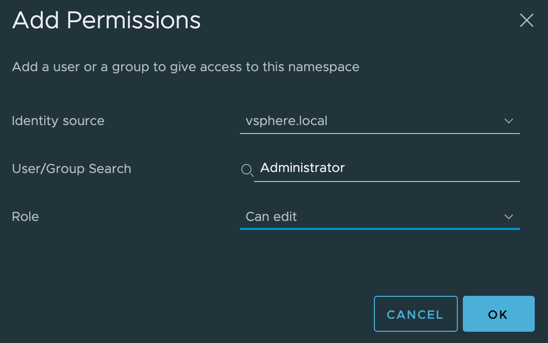 Add Permissions
Add a user or a group to give access to this namespace
Identity source vsphere.local
User/Group Search Administrator
Role Can edit
CANCEL OK